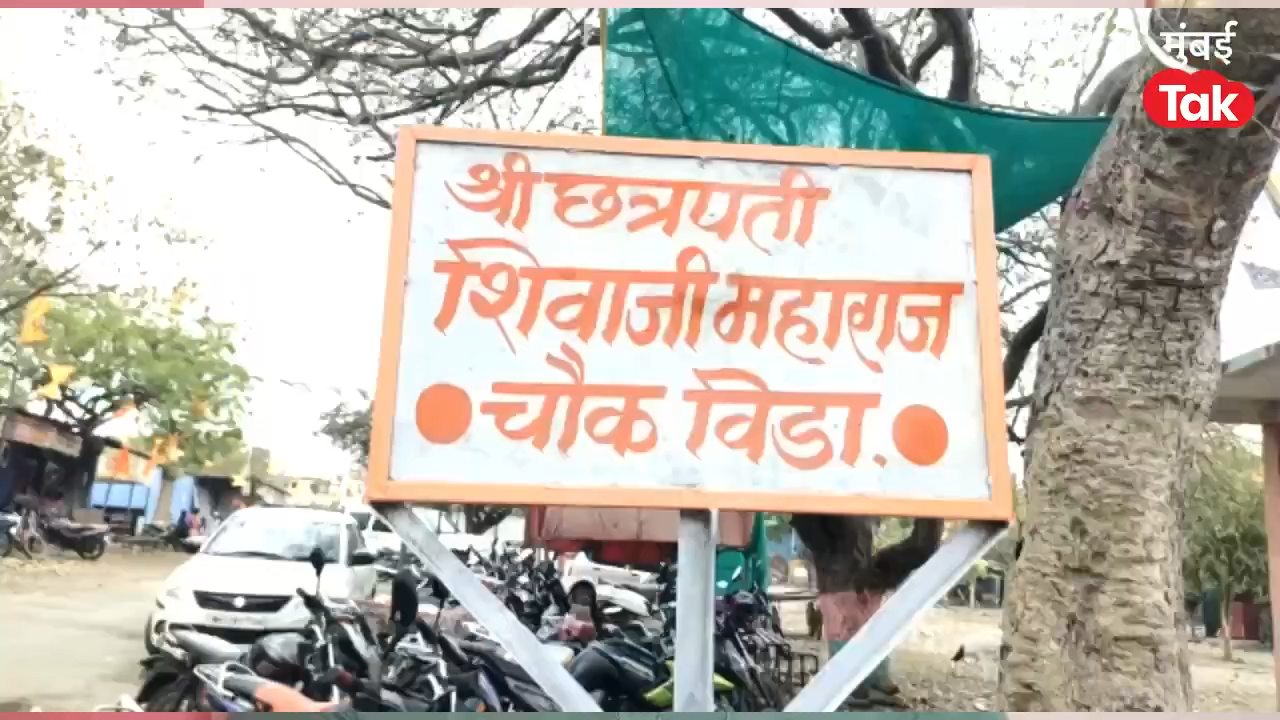 मुंबई
Tak
श्री छत्रपती
शिवाजी महाराज
चौक विडा.